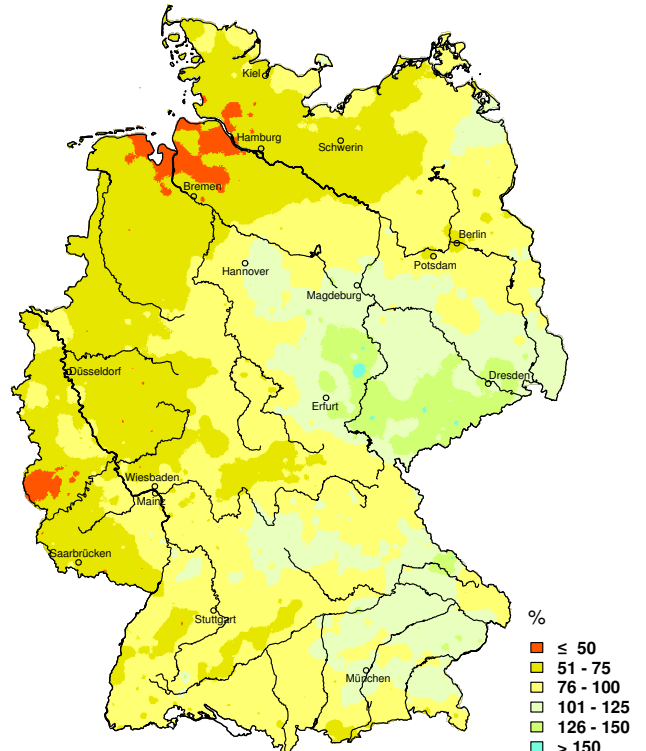 Kiel
Hamburg
Schwerin
Bremen
Berlin
Potsdam
Hannover
Magdeburg
Düsseldorf
Dresden
Erfurt
Wiesbaden
Mainz
Saarbrücken
Stuttgart
München
%
≤ 50
51 - 75
76 - 100
101 - 125
126 - 150
> 150